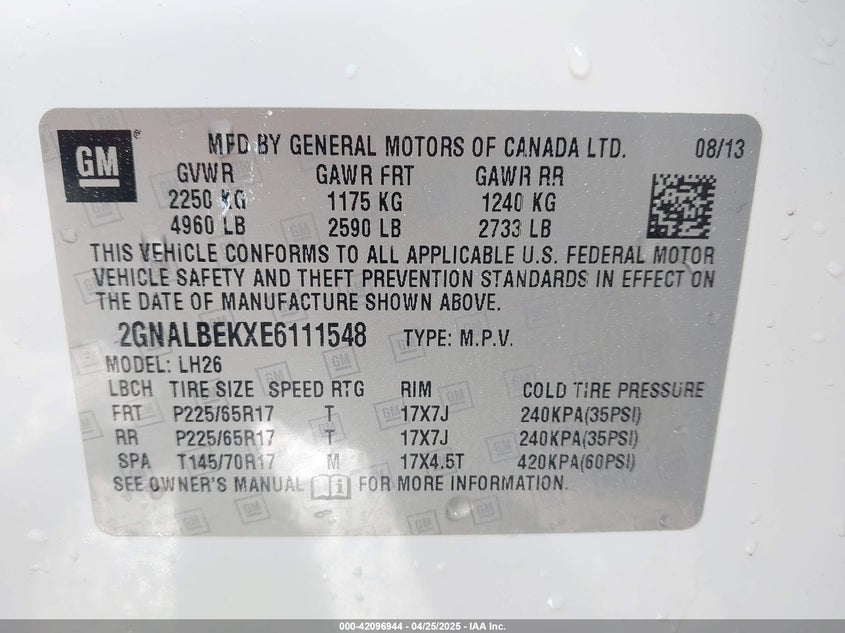 GM ® MFD BY GENERAL MOTORS OF CANADA LTD. 08/13
GVWR GAWR FRT GAWR RR
2250 KG 1175 KG 1240 KG
4960 LB 2590 LB 2733 LB
THIS VEHICLE CONFORMS TO ALL APPLICABLE U.S. FEDERAL MOTOR
VEHICLE SAFETY AND THEFT PREVENTION STANDARDS IN EFFECT ON
THE DATE OF MANUFACTURE SHOWN ABOVE.
2GNALBEKXE6111548 TYPE: M.P.V.
MODEL: LH26
LBCH TIRE SIZE SPEED RTG RIM COLD TIRE PRESSURE
FRT P225/65R17 T 17X7J 240KPA(35PSI)
RR P225/65R17 T 17X7J 240KPA(35PSI)
SPA T145/70R17 M 17X4.5T 420KPA(60PSI)
SEE OWNER'S MANUAL FOR MORE INFORMATION.
000-42096944 - 04/25/2025 - IAA Inc.